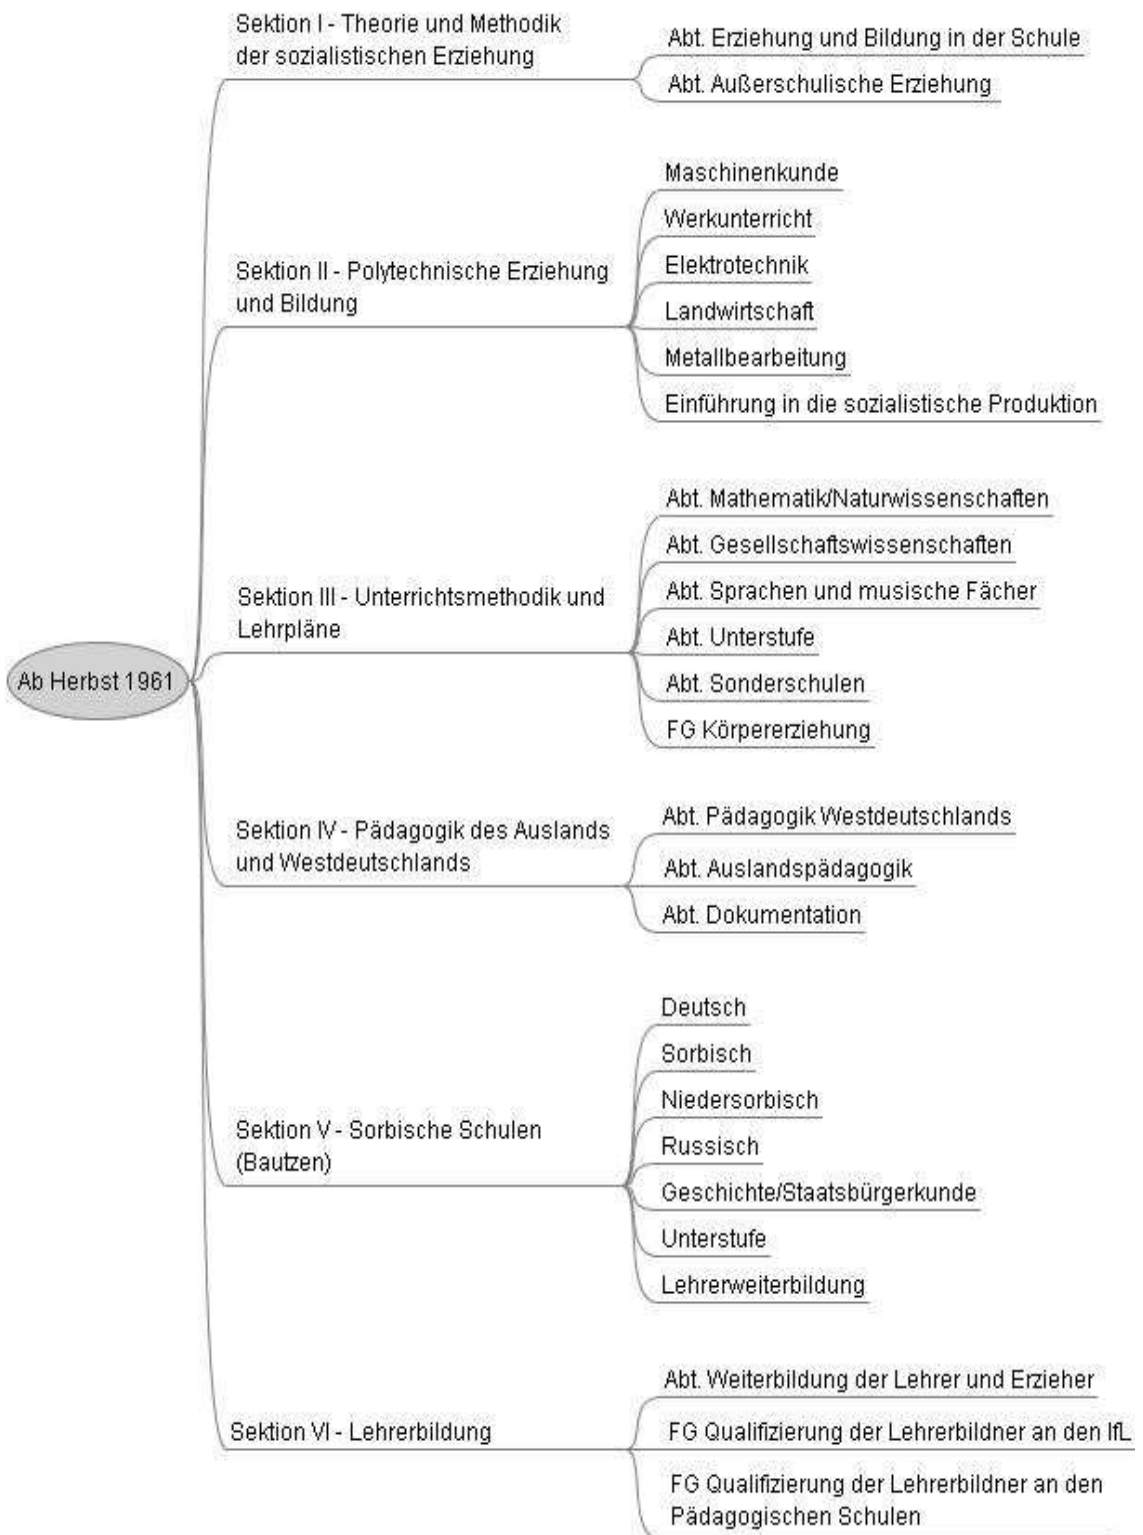 Ab Herbst 1961
Sektion I - Theorie und Methodik
der sozialistischen Erziehung
Abt. Erziehung und Bildung in der Schule
Abt. Außerschulische Erziehung
Sektion II - Polytechnische Erziehung
und Bildung
Maschinenkunde
Werkunterricht
Elektrotechnik
Landwirtschaft
Metallbearbeitung
Einführung in die sozialistische Produktion
Sektion III - Unterrichtsmethodik und
Lehrpläne
Abt. Mathematik/Naturwissenschaften
Abt. Gesellschaftswissenschaften
Abt. Sprachen und musische Fächer
Abt. Unterstufe
Abt. Sonderschulen
FG Körpererziehung
Sektion IV - Pädagogik des Auslands
und Westdeutschlands
Abt. Pädagogik Westdeutschlands
Abt. Auslandspädagogik
Abt. Dokumentation
Sektion V - Sorbische Schulen
(Bautzen)
Deutsch
Sorbisch
Niedersorbisch
Russisch
Geschichte/Staatsbürgerkunde
Unterstufe
Lehrerweiterbildung
Sektion VI - Lehrerbildung
Abt. Weiterbildung der Lehrer und Erzieher
FG Qualifizierung der Lehrerbildner an den IfL
FG Qualifizierung der Lehrerbildner an den
Pädagogischen Schulen